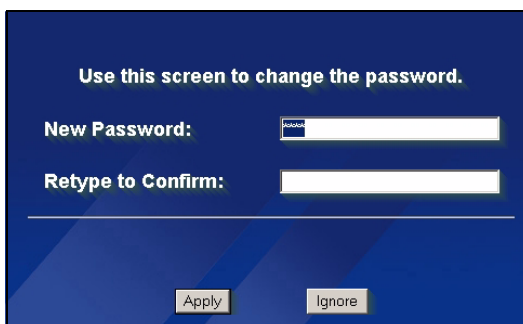 Use this screen to change the password.
New Password: ****
Retype to Confirm:
Apply Ignore